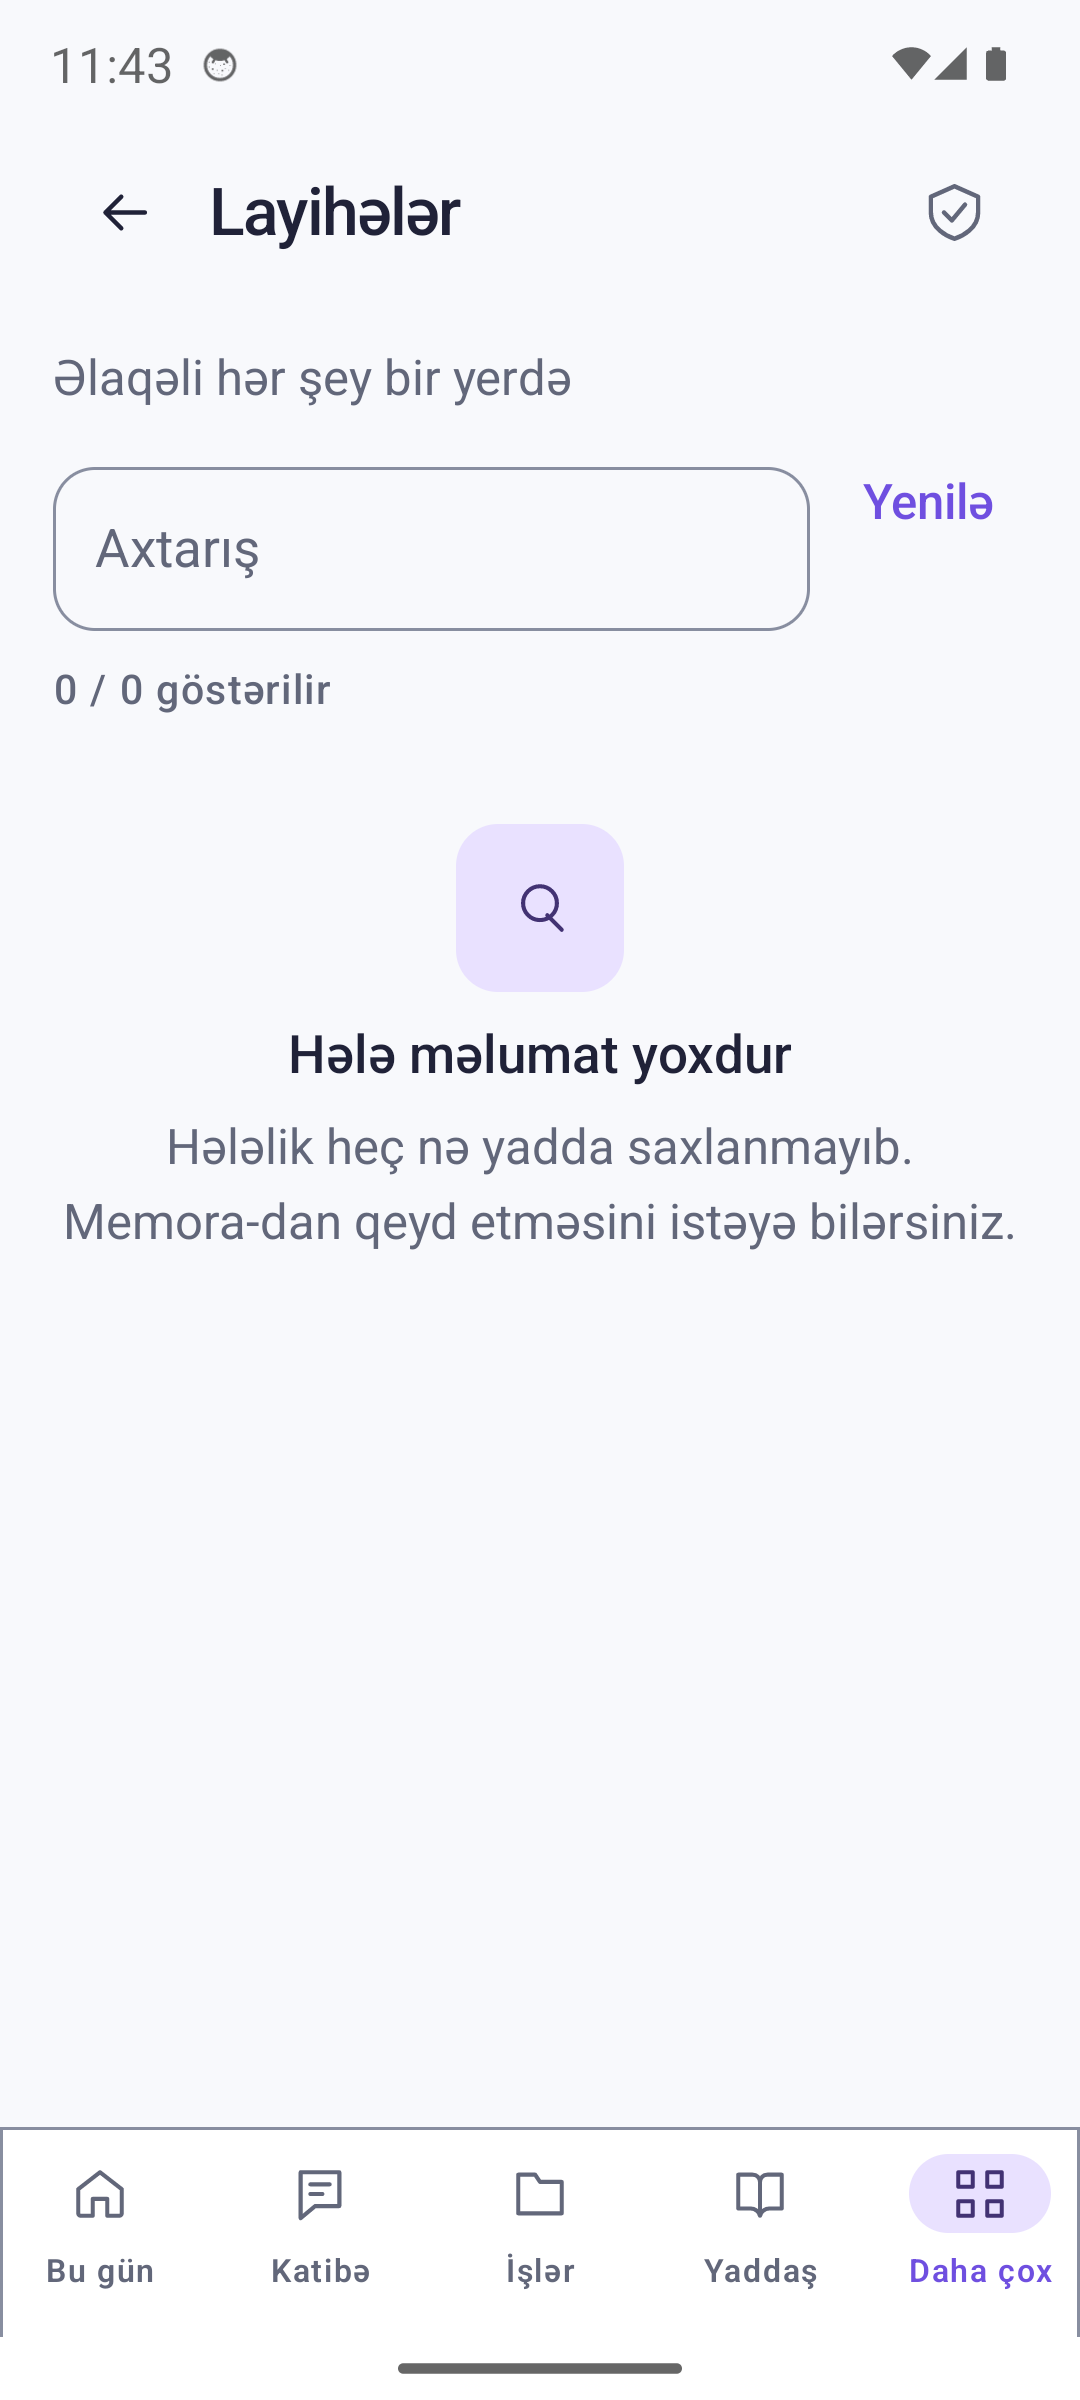 11:43
Layihələr
Əlaqəli hər şey bir yerdə
Axtarış
Yenilə
0 / 0 göstərilir
Hələ məlumat yoxdur
Hələlik heç nə yadda saxlanmayıb.
Memora-dan qeyd etməsini istəyə bilərsiniz.
Bu gün
Katibə
İşlər
Yaddaş
Daha çox